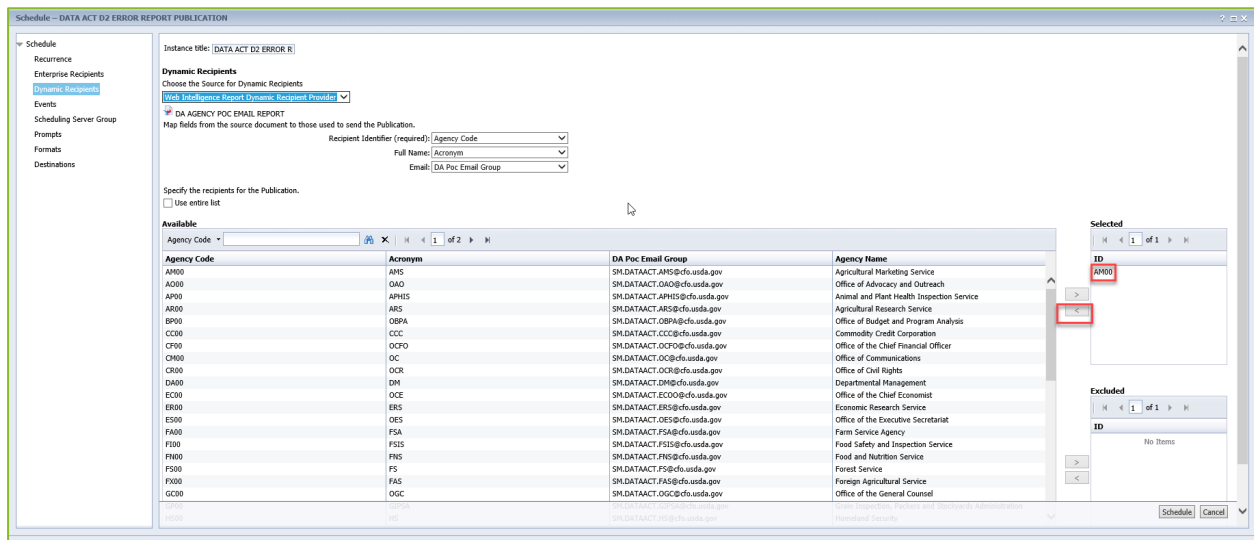 Schedule – DATA ACT D2 ERROR REPORT PUBLICATION
Schedule
Recurrence
Enterprise Recipients
Dynamic Recipients
Events
Scheduling Server Group
Prompts
Formats
Destinations
Instance title: DATA ACT D2 ERROR R
Dynamic Recipients
Choose the Source for Dynamic Recipients
Web Intelligence Report Dynamic Recipient Provider
DA AGENCY POC EMAIL REPORT
Map fields from the source document to those used to send the Publication.
Recipient Identifier (required): Agency Code
Full Name: Acronym
Email: DA Poc Email Group
Specify the recipients for the Publication.
Use entire list
Available
Agency Code 1 of 2
Agency Code Acronym DA Poc Email Group Agency Name
AM00 AMS SM.DATAACT.AMS@cfo.usda.gov Agricultural Marketing Service
AO00 OAO SM.DATAACT.OAO@cfo.usda.gov Office of Advocacy and Outreach
AP00 APHIS SM.DATAACT.APHIS@cfo.usda.gov Animal and Plant Health Inspection Service
AR00 ARS SM.DATAACT.ARS@cfo.usda.gov Agricultural Research Service
BP00 OBPA SM.DATAACT.OBPA@cfo.usda.gov Office of Budget and Program Analysis
CC00 CCC SM.DATAACT.CCC@cfo.usda.gov Commodity Credit Corporation
CF00 OCFO SM.DATAACT.OCFO@cfo.usda.gov Office of the Chief Financial Officer
CM00 OC SM.DATAACT.OC@cfo.usda.gov Office of Communications
CR00 OCR SM.DATAACT.OCR@cfo.usda.gov Office of Civil Rights
DA00 DM SM.DATAACT.DM@cfo.usda.gov Departmental Management
EC00 OCE SM.DATAACT.ECOO@cfo.usda.gov Office of the Chief Economist
ER00 ERS SM.DATAACT.ERS@cfo.usda.gov Economic Research Service
ES00 OES SM.DATAACT.OES@cfo.usda.gov Office of the Executive Secretariat
FA00 FSA SM.DATAACT.FSA@cfo.usda.gov Farm Service Agency
FI00 FSIS SM.DATAACT.FSIS@cfo.usda.gov Food Safety and Inspection Service
FN00 FNS SM.DATAACT.FNS@cfo.usda.gov Food and Nutrition Service
FS00 FS SM.DATAACT.FS@cfo.usda.gov Forest Service
FX00 FAS SM.DATAACT.FAS@cfo.usda.gov Foreign Agricultural Service
GC00 OGC SM.DATAACT.OGC@cfo.usda.gov Office of the General Counsel
GP00 GIPSA SM.DATAACT.GIPSA@cfo.usda.gov Grain Inspection, Packers and Stockyards Administration
HS00 HS SM.DATAACT.HS@cfo.usda.gov Homeland Security
>
<
>
<
Selected
1 of 1
ID
AM00
Excluded
1 of 1
ID
No Items
Schedule Cancel